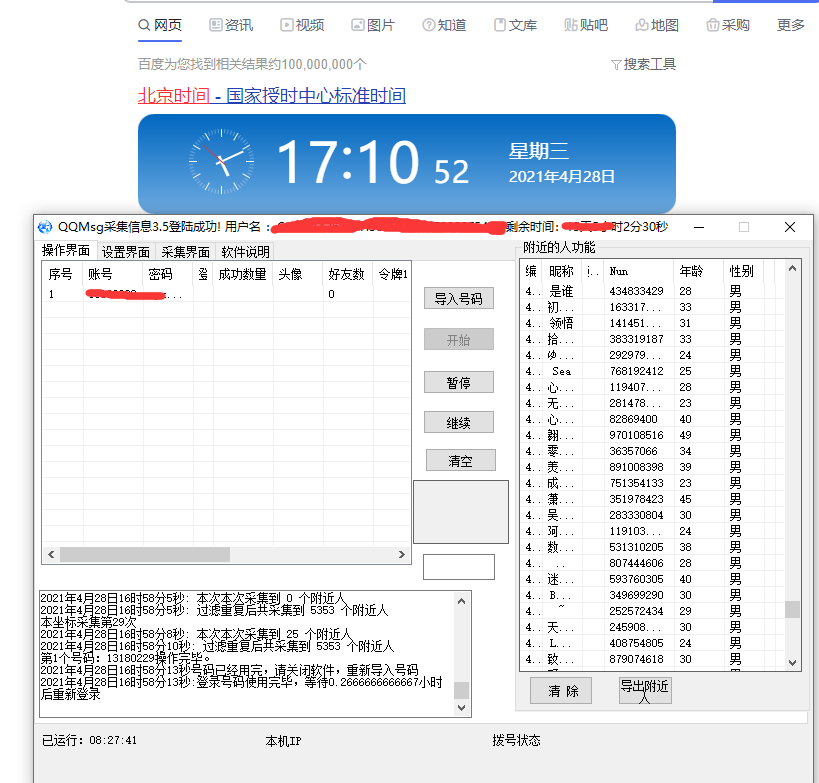 网页 资讯 视频 图片 知道 文库 贴吧 地图 采购 更多
百度为您找到相关结果约100,000,000个 搜索工具
北京时间 - 国家授时中心标准时间
17:10 52
星期三
2021年4月28日
QQMsg采集信息3.5登陆成功! 用户名: 剩余时间: 时2分30秒
操作界面 设置界面 采集界面 软件说明
序号 账号 密码 登 成功数量 头像 好友数 令牌1
1 0
导入号码
开始
暂停
继续
清空
附近的人功能
编 昵称 i.. Nun 年龄 性别
4.. 是谁 434833429 28 男
4.. 初... 163317... 33 男
4.. 领悟 141451... 31 男
4.. 拾... 383319187 33 男
4.. ゆ... 292979... 24 男
4.. Sea 768192412 25 男
4.. 心... 119407... 28 男
4.. 无... 281478... 23 男
4.. 心... 82869400 40 男
4.. 翱... 970108516 49 男
4.. 零... 36357066 34 男
4.. 羡... 891008398 39 男
4.. 成... 751354133 23 男
4.. 萧... 351978423 45 男
4.. 吴... 283330804 30 男
4.. 阿... 119103... 24 男
4.. 数... 531310205 38 男
4.. .. 807444606 28 男
4.. 迷... 593760305 40 男
4.. B... 349699290 30 男
4.. ~ 252572434 29 男
4.. 天... 245908... 30 男
4.. L... 408754805 24 男
4.. 致... 879074618 30 男
清 除
导出附近人
2021年4月28日16时58分5秒: 本次本次采集到 0 个附近人
2021年4月28日16时58分5秒: 过滤重复后共采集到 5353 个附近人
本坐标采集第29次
2021年4月28日16时58分8秒: 本次本次采集到 25 个附近人
2021年4月28日16时58分10秒: 过滤重复后共采集到 5353 个附近人
第1个号码: 13180229操作完毕。
2021年4月28日16时58分13秒号码已经用完，请关闭软件，重新导入号码
2021年4月28日16时58分13秒:登录号码使用完毕，等待0.2666666666667小时
后重新登录
已运行: 08:27:41 本机IP 拨号状态